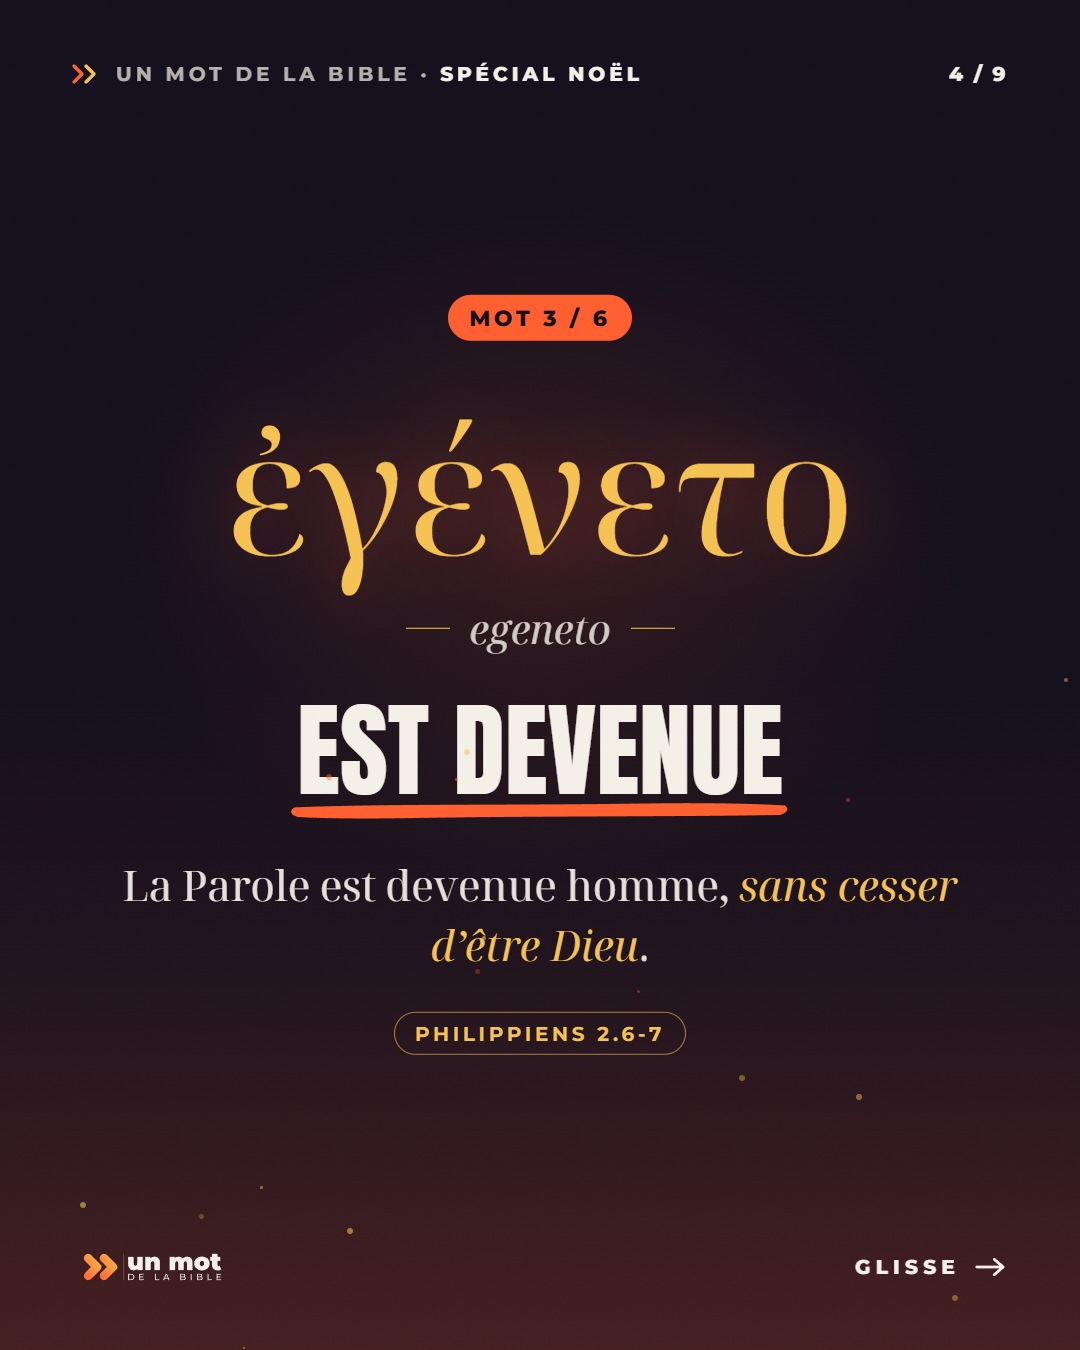 UN MOT DE LA BIBLE · SPÉCIAL NOËL
4 / 9
MOT 3 / 6
ἐγένετο
egeneto
EST DEVENUE
La Parole est devenue homme, sans cesser
d’être Dieu.
PHILIPPIENS 2.6-7
un mot
DE LA BIBLE
GLISSE →